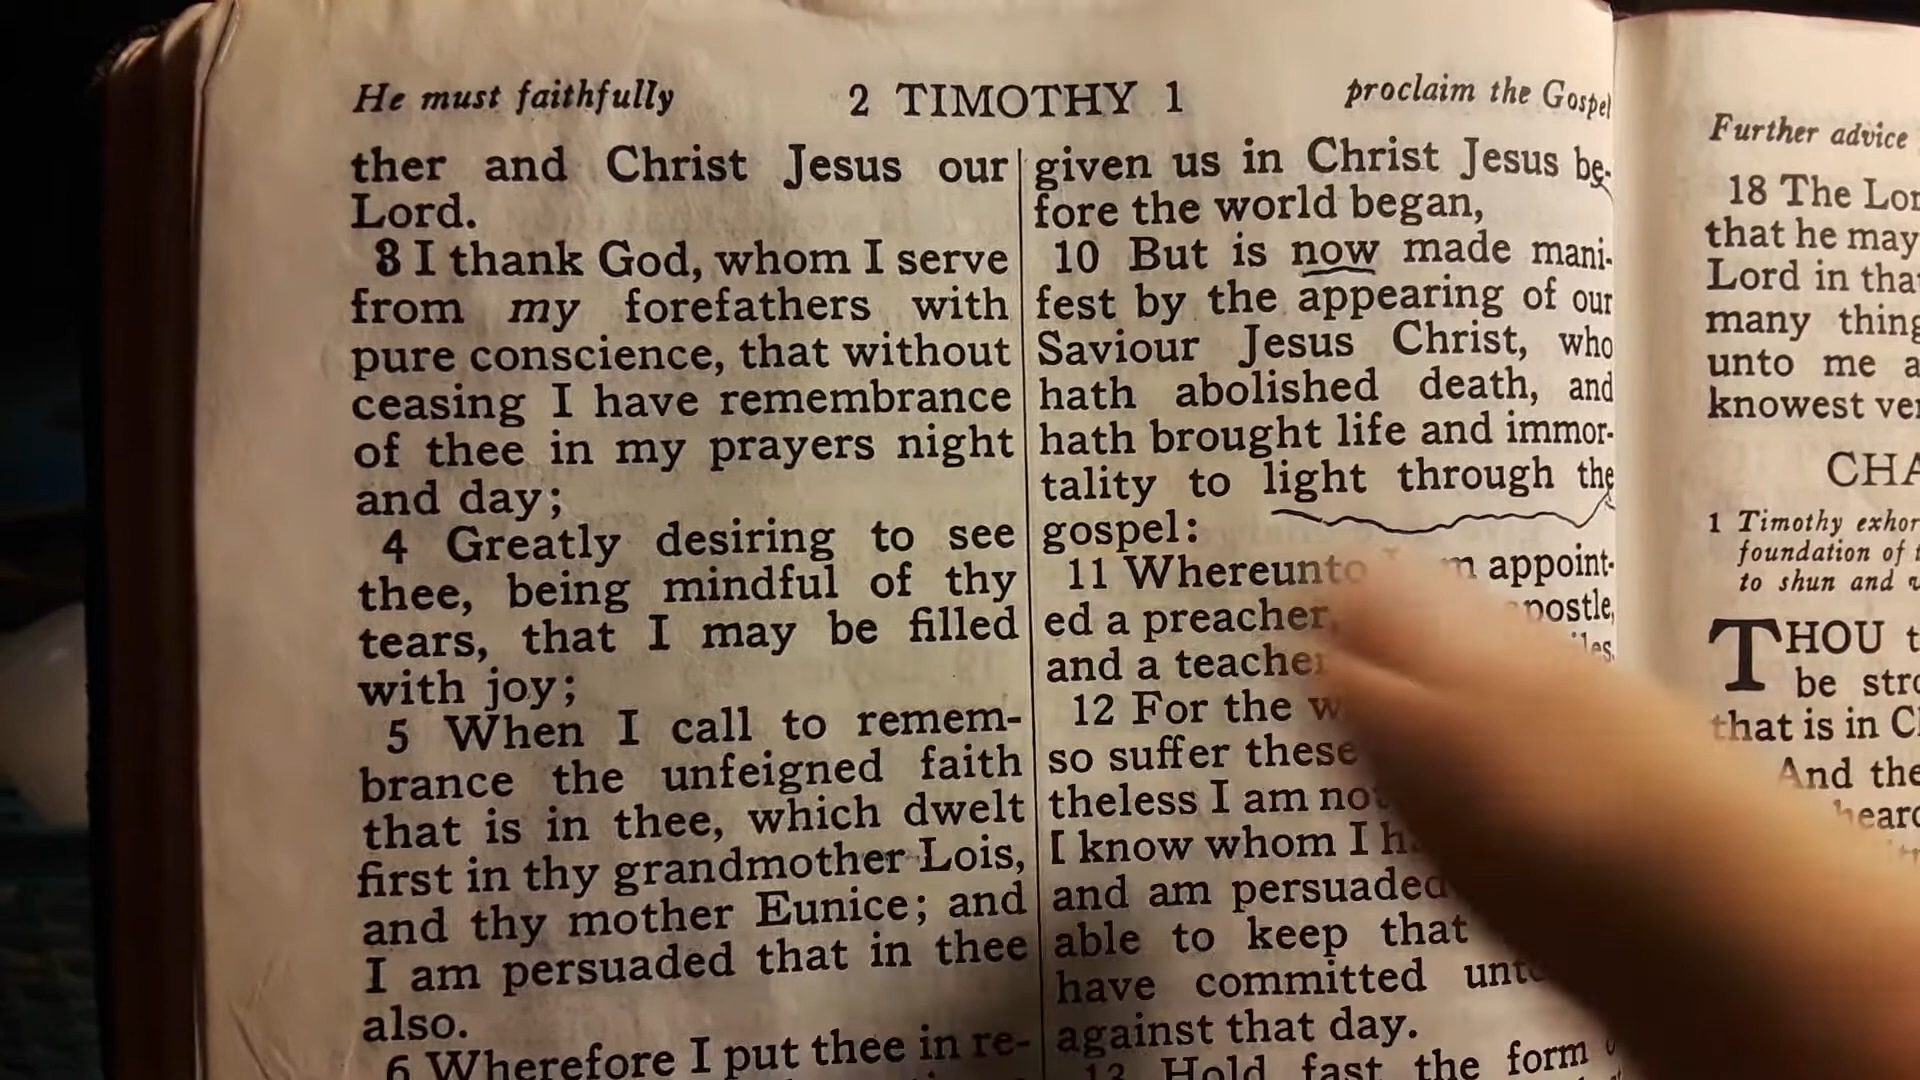 He must faithfully 2 TIMOTHY 1 proclaim the Gospel
ther and Christ Jesus our
Lord.
3 I thank God, whom I serve
from my forefathers with
pure conscience, that without
ceasing I have remembrance
of thee in my prayers night
and day;
4 Greatly desiring to see
thee, being mindful of thy
tears, that I may be filled
with joy;
5 When I call to remem-
brance the unfeigned faith
that is in thee, which dwelt
first in thy grandmother Lois,
and thy mother Eunice; and
I am persuaded that in thee
also.
6 Wherefore I put thee in re-
given us in Christ Jesus be-
fore the world began,
10 But is now made mani-
fest by the appearing of our
Saviour Jesus Christ, who
hath abolished death, and
hath brought life and immor-
tality to light through the
gospel:
11 Whereunto appoint-
ed a preacher,
and a teacher
12 For the
so suffer these
theless I am not
I know whom I
and am persuaded
able to keep that
have committed unto
against that day.
13 Hold fast the form
Further advice
18 The
that he may
Lord in
many
unto me
knowest
1 Timothy
foundation of
to shun and
THOU
be
that is in
And the